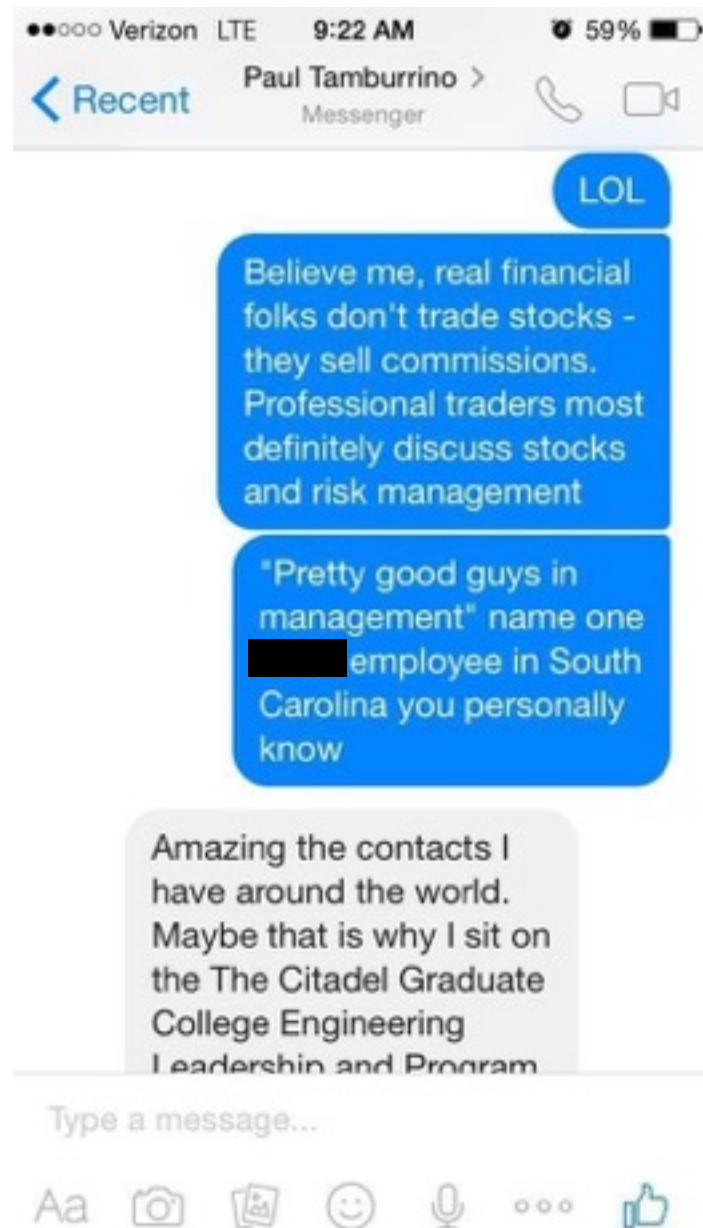 Verizon LTE 9:22 AM 59%
Recent
Paul Tamburrino >
Messenger
LOL
Believe me, real financial
folks don't trade stocks -
they sell commissions.
Professional traders most
definitely discuss stocks
and risk management
"Pretty good guys in
management" name one
employee in South
Carolina you personally
know
Amazing the contacts I
have around the world.
Maybe that is why I sit on
the The Citadel Graduate
College Engineering
Leadership and Program
Type a message...
Aa